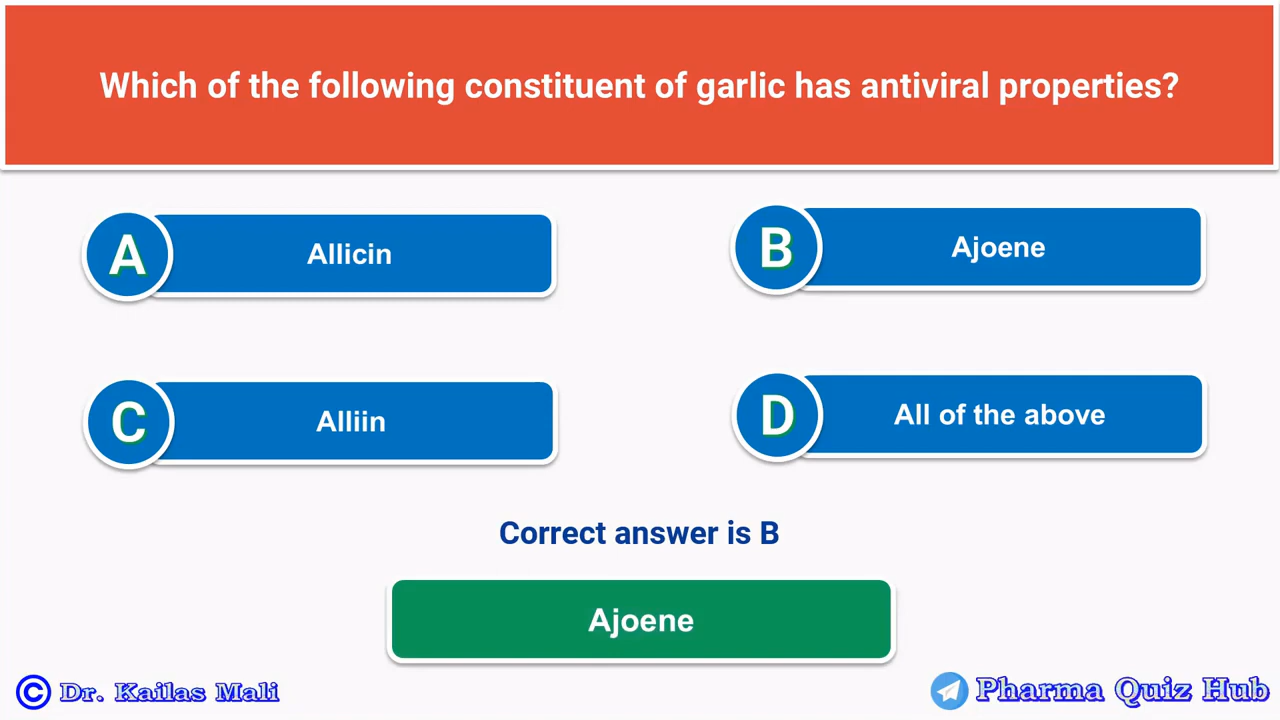 Which of the following constituent of garlic has antiviral properties?
A Allicin
B Ajoene
C Alliin
D All of the above
Correct answer is B
Ajoene
© Dr. Kailas Mali
Pharma Quiz Hub